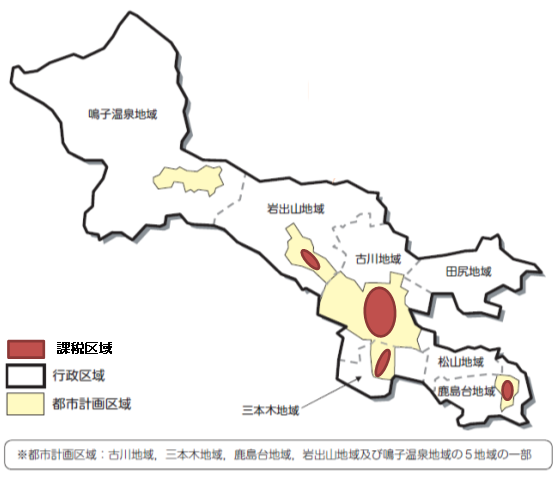 鳴子温泉地域
岩出山地域
古川地域
田尻地域
松山地域
鹿島台地域
三本木地域
課税区域
行政区域
都市計画区域
※都市計画区域：古川地域，三本木地域，鹿島台地域，岩出山地域及び鳴子温泉地域の５地域の一部